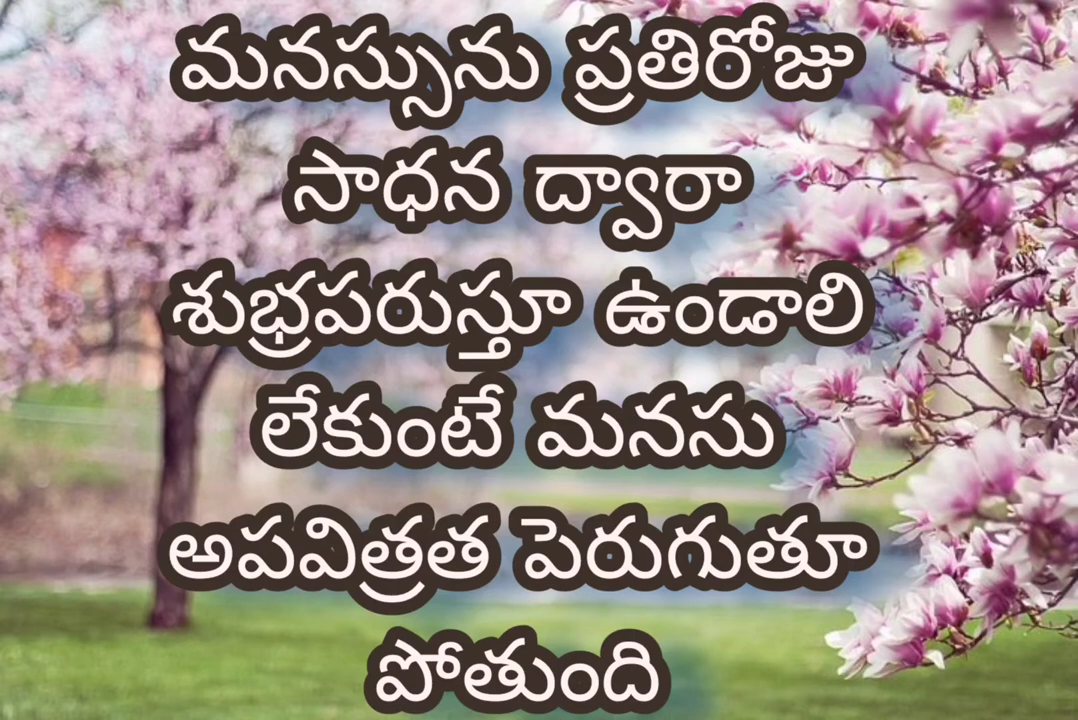 మనస్సును ప్రతిరోజు
సాధన ద్వారా
శుభ్రపరుస్తూ ఉండాలి
లేకుంటే మనసు
అపవిత్రత పెరుగుతూ
పోతుంది